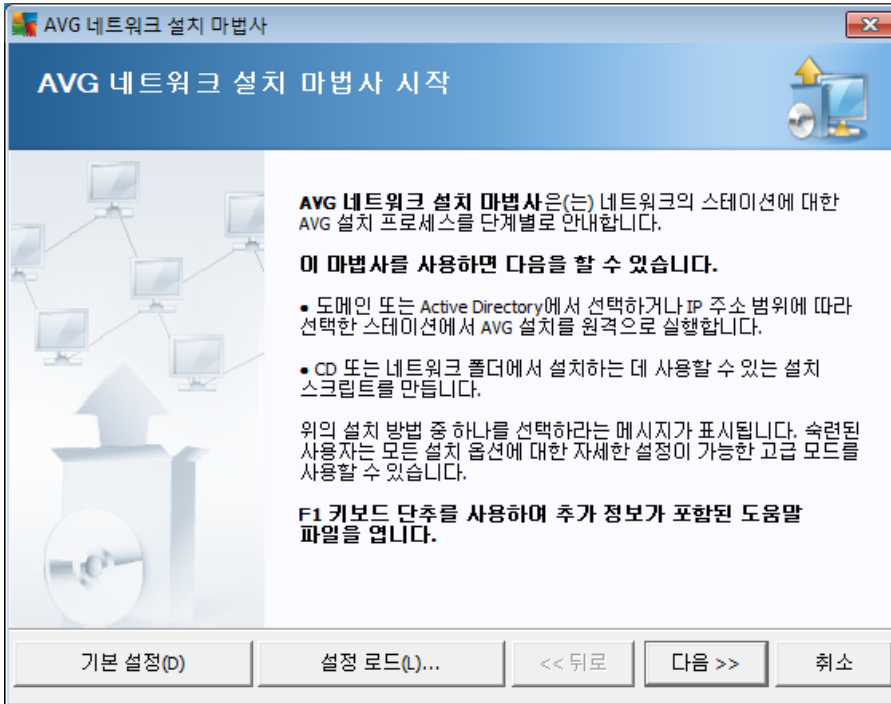 AVG 네트워크 설치 마법사
AVG 네트워크 설치 마법사 시작
AVG 네트워크 설치 마법사은(는) 네트워크의 스테이션에 대한
AVG 설치 프로세스를 단계별로 안내합니다.
이 마법사를 사용하면 다음을 할 수 있습니다.
• 도메인 또는 Active Directory에서 선택하거나 IP 주소 범위에 따라
선택한 스테이션에서 AVG 설치를 원격으로 실행합니다.
• CD 또는 네트워크 폴더에서 설치하는 데 사용할 수 있는 설치
스크립트를 만듭니다.
위의 설치 방법 중 하나를 선택하라는 메시지가 표시됩니다. 숙련된
사용자는 모든 설치 옵션에 대한 자세한 설정이 가능한 고급 모드를
사용할 수 있습니다.
F1 키보드 단추를 사용하여 추가 정보가 포함된 도움말
파일을 엽니다.
기본 설정(D)
설정 로드(L)...
<< 뒤로
다음 >>
취소